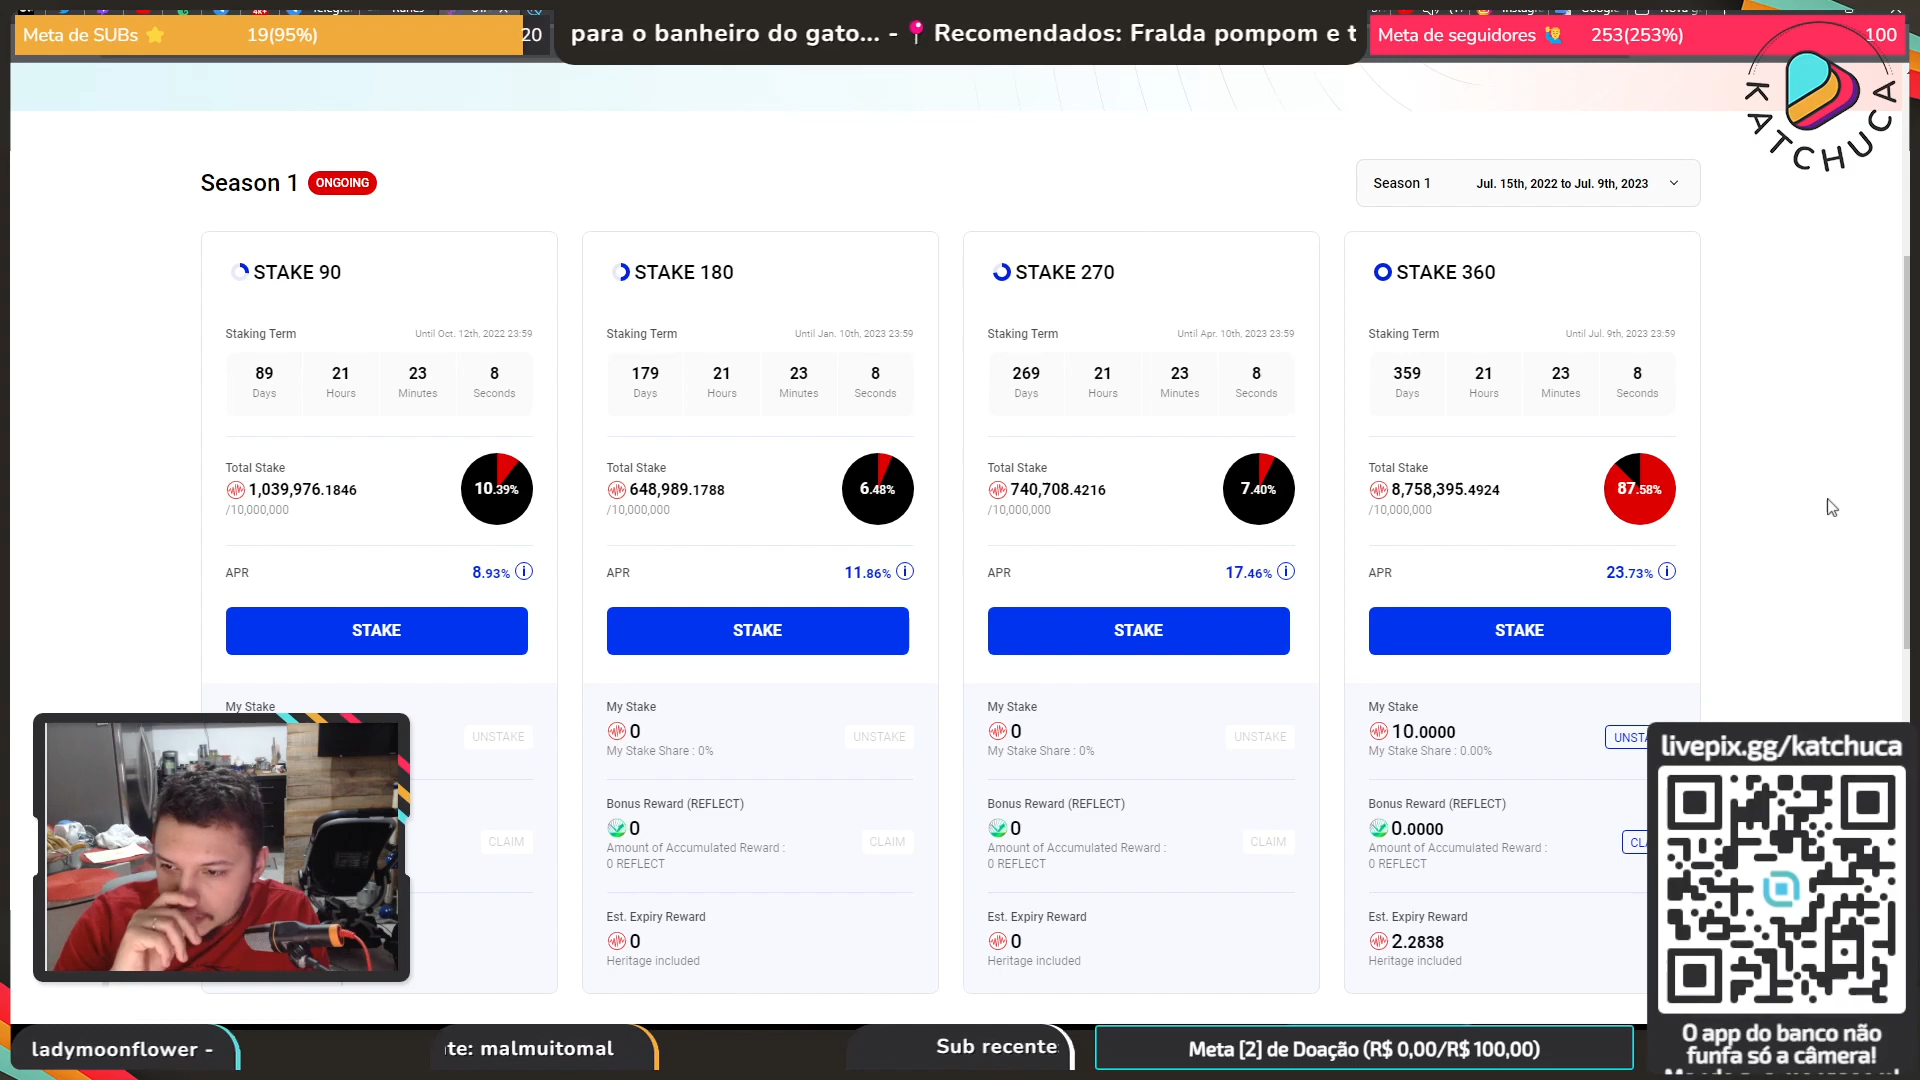 Meta de SUBs ⭐ 19(95%) 20
para o banheiro do gato... - 📍 Recomendados: Fralda pompom e t
Meta de seguidores 🙋 253(253%) 100
KATCHUCA
Season 1 ONGOING
Season 1 Jul. 15th, 2022 to Jul. 9th, 2023
STAKE 90
Staking Term Until Oct. 12th, 2022 23:59
89 21 23 8
Days Hours Minutes Seconds
Total Stake
1,039,976.1846
/10,000,000
10.39%
APR 8.93%
STAKE
My Stake
UNSTAKE
CLAIM
STAKE 180
Staking Term Until Jan. 10th, 2023 23:59
179 21 23 8
Days Hours Minutes Seconds
Total Stake
648,989.1788
/10,000,000
6.48%
APR 11.86%
STAKE
My Stake
0
My Stake Share : 0%
UNSTAKE
Bonus Reward (REFLECT)
0
Amount of Accumulated Reward :
0 REFLECT
CLAIM
Est. Expiry Reward
0
Heritage included
STAKE 270
Staking Term Until Apr. 10th, 2023 23:59
269 21 23 8
Days Hours Minutes Seconds
Total Stake
740,708.4216
/10,000,000
7.40%
APR 17.46%
STAKE
My Stake
0
My Stake Share : 0%
UNSTAKE
Bonus Reward (REFLECT)
0
Amount of Accumulated Reward :
0 REFLECT
CLAIM
Est. Expiry Reward
0
Heritage included
STAKE 360
Staking Term Until Jul. 9th, 2023 23:59
359 21 23 8
Days Hours Minutes Seconds
Total Stake
8,758,395.4924
/10,000,000
87.58%
APR 23.73%
STAKE
My Stake
10.0000
My Stake Share : 0.00%
UNSTA
Bonus Reward (REFLECT)
0.0000
Amount of Accumulated Reward :
0 REFLECT
CL
Est. Expiry Reward
2.2838
Heritage included
livepix.gg/katchuca
O app do banco não
funfa só a câmera!
ladymoonflower -
te: malmuitomal
Sub recente
Meta [2] de Doação (R$ 0,00/R$ 100,00)